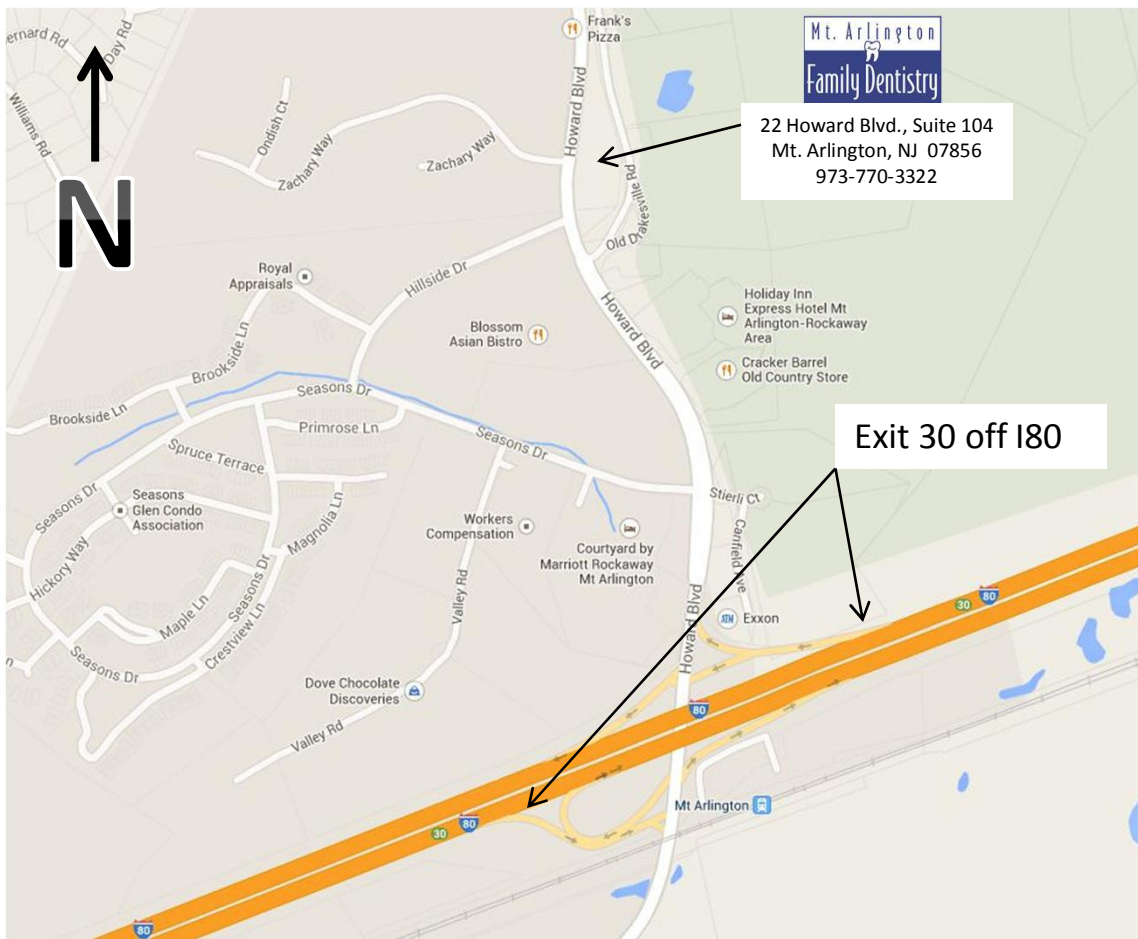 Frank's
Pizza
Mt. Arlington
Family Dentistry
22 Howard Blvd., Suite 104
Mt. Arlington, NJ 07856
973-770-3322
ernard Rd
Day Rd
Williams Rd
N
Ondish Ct
Zachary Way
Zachary Way
Howard Blvd
Old Drakesville Rd
Hillside Dr
Royal
Appraisals
Howard Blvd
Holiday Inn
Express Hotel Mt
Arlington-Rockaway
Area
Blossom
Asian Bistro
Cracker Barrel
Old Country Store
Brookside Ln
Brookside Ln
Seasons Dr
Primrose Ln
Seasons Dr
Exit 30 off I80
Spruce Terrace
Seasons Dr
Seasons
Glen Condo
Association
Magnolia Ln
Stierli Ct
Canfield Ave
Workers
Compensation
Courtyard by
Marriott Rockaway
Mt Arlington
Hickory Way
Maple Ln
Seasons Dr
Crestview Ln
Valley Rd
Howard Blvd
ATM
Exxon
30
80
Seasons Dr
n
Dove Chocolate
Discoveries
Valley Rd
80
Mt Arlington
30
80
80